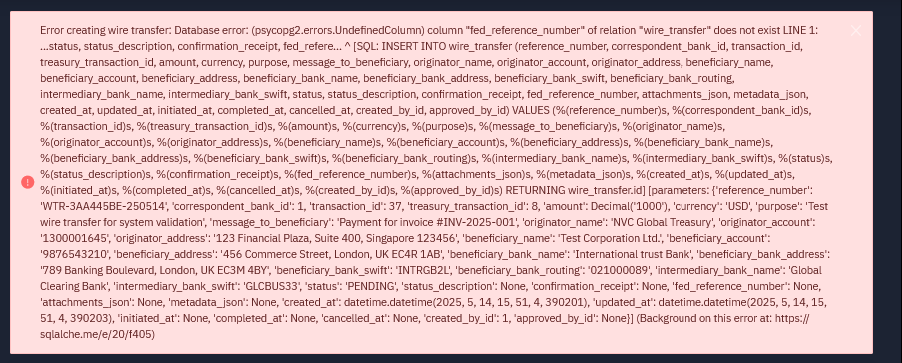 Error creating wire transfer: Database error: (psycopg2.errors.UndefinedColumn) column "fed_reference_number" of relation "wire_transfer" does not exist LINE 1:
...status, status_description, confirmation_receipt, fed_refere... ^ [SQL: INSERT INTO wire_transfer (reference_number, correspondent_bank_id, transaction_id,
treasury_transaction_id, amount, currency, purpose, message_to_beneficiary, originator_name, originator_account, originator_address, beneficiary_name,
beneficiary_account, beneficiary_address, beneficiary_bank_name, beneficiary_bank_address, beneficiary_bank_swift, beneficiary_bank_routing,
intermediary_bank_name, intermediary_bank_swift, status, status_description, confirmation_receipt, fed_reference_number, attachments_json, metadata_json,
created_at, updated_at, initiated_at, completed_at, cancelled_at, created_by_id, approved_by_id) VALUES (%(reference_number)s, %(correspondent_bank_id)s,
%(transaction_id)s, %(treasury_transaction_id)s, %(amount)s, %(currency)s, %(purpose)s, %(message_to_beneficiary)s, %(originator_name)s,
%(originator_account)s, %(originator_address)s, %(beneficiary_name)s, %(beneficiary_account)s, %(beneficiary_address)s, %(beneficiary_bank_name)s,
%(beneficiary_bank_address)s, %(beneficiary_bank_swift)s, %(beneficiary_bank_routing)s, %(intermediary_bank_name)s, %(intermediary_bank_swift)s, %(status)s,
%(status_description)s, %(confirmation_receipt)s, %(fed_reference_number)s, %(attachments_json)s, %(metadata_json)s, %(created_at)s, %(updated_at)s,
%(initiated_at)s, %(completed_at)s, %(cancelled_at)s, %(created_by_id)s, %(approved_by_id)s) RETURNING wire_transfer.id] [parameters: {'reference_number':
'WTR-3AA445BE-250514', 'correspondent_bank_id': 1, 'transaction_id': 37, 'treasury_transaction_id': 8, 'amount': Decimal('1000'), 'currency': 'USD', 'purpose': 'Test
wire transfer for system validation', 'message_to_beneficiary': 'Payment for invoice #INV-2025-001', 'originator_name': 'NVC Global Treasury', 'originator_account':
'1300001645', 'originator_address': '123 Financial Plaza, Suite 400, Singapore 123456', 'beneficiary_name': 'Test Corporation Ltd.', 'beneficiary_account':
'9876543210', 'beneficiary_address': '456 Commerce Street, London, UK EC4R 1AB', 'beneficiary_bank_name': 'International trust Bank', 'beneficiary_bank_address':
'789 Banking Boulevard, London, UK EC3M 4BY', 'beneficiary_bank_swift': 'INTRGB2L', 'beneficiary_bank_routing': '021000089', 'intermediary_bank_name': 'Global
Clearing Bank', 'intermediary_bank_swift': 'GLCBUS33', 'status': 'PENDING', 'status_description': None, 'confirmation_receipt': None, 'fed_reference_number': None,
'attachments_json': None, 'metadata_json': None, 'created_at': datetime.datetime(2025, 5, 14, 15, 51, 4, 390201), 'updated_at': datetime.datetime(2025, 5, 14, 15,
51, 4, 390203), 'initiated_at': None, 'completed_at': None, 'cancelled_at': None, 'created_by_id': 1, 'approved_by_id': None}] (Background on this error at: https://
sqlalche.me/e/20/f405)